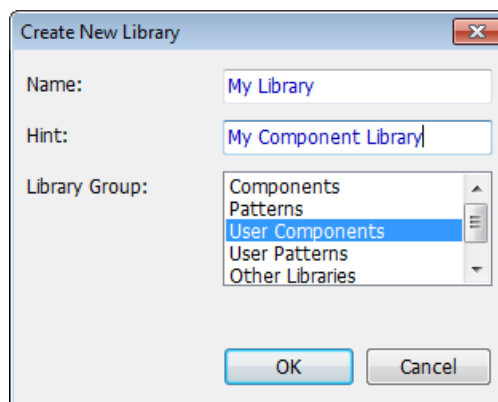 Create New Library
Name: My Library
Hint: My Component Library
Library Group:
Components
Patterns
User Components
User Patterns
Other Libraries
OK Cancel